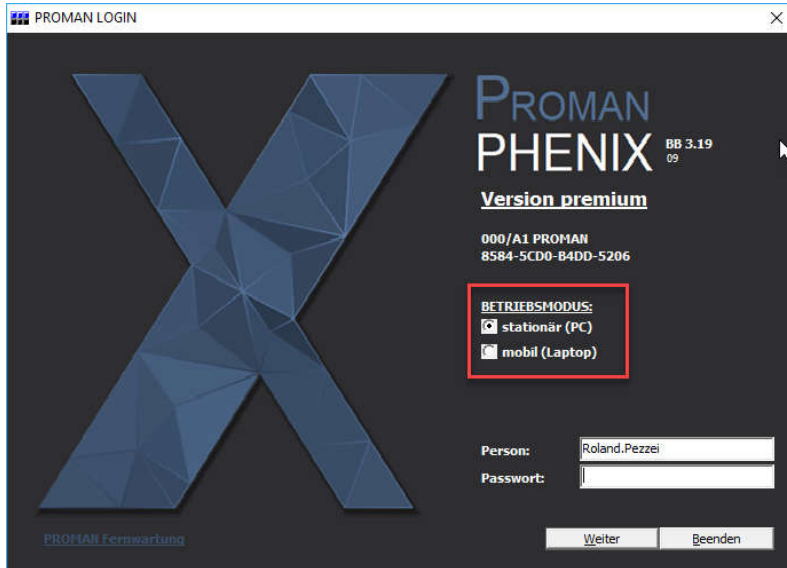 PROMAN LOGIN
PROMAN
PHENIX BB 3.19
09
Version premium
000/A1 PROMAN
8584-5CD0-B4DD-5206
BETRIEBSMODUS:
stationär (PC)
mobil (Laptop)
Person: Roland.Pezzei
Passwort:
PROMAN Fernwartung
Weiter Beenden